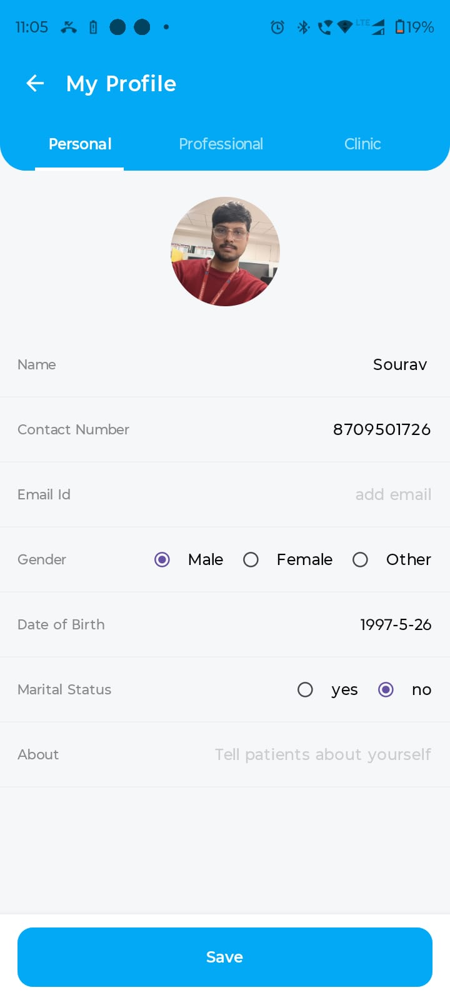 11:05 LTE 19%
My Profile
Personal Professional Clinic
Name Sourav
Contact Number 8709501726
Email Id add email
Gender Male Female Other
Date of Birth 1997-5-26
Marital Status yes no
About Tell patients about yourself
Save